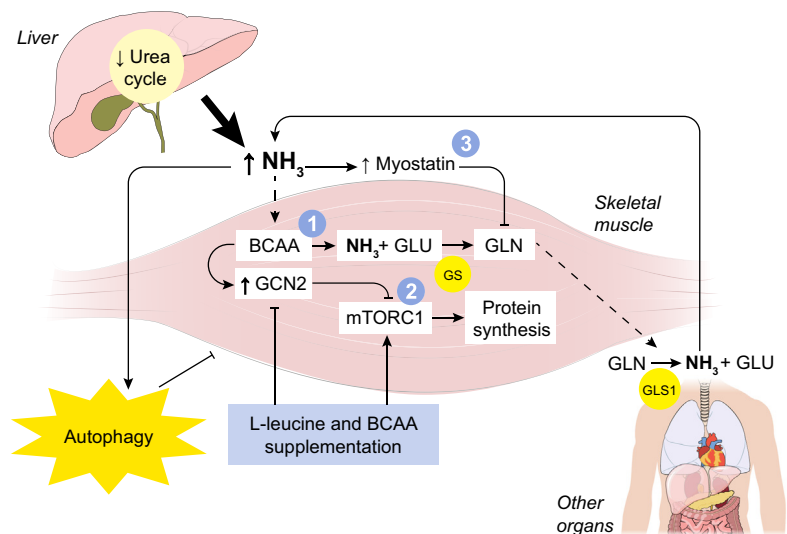 Liver
↓ Urea
cycle
↑ NH₃
↑ Myostatin
3
Skeletal
muscle
1
BCAA
NH₃+ GLU
GLN
GS
↑ GCN2
2
mTORC1
Protein
synthesis
GLN
NH₃+ GLU
GLS1
Autophagy
L-leucine and BCAA
supplementation
Other
organs